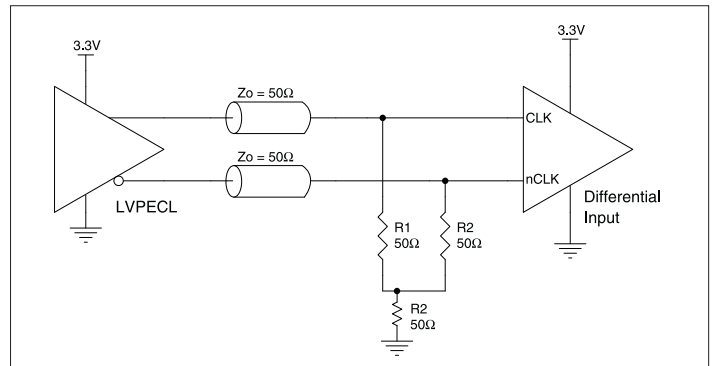 3.3V
3.3V
Zo = 50Ω
CLK
Zo = 50Ω
nCLK
LVPECL
Differential
Input
R1
50Ω
R2
50Ω
R2
50Ω